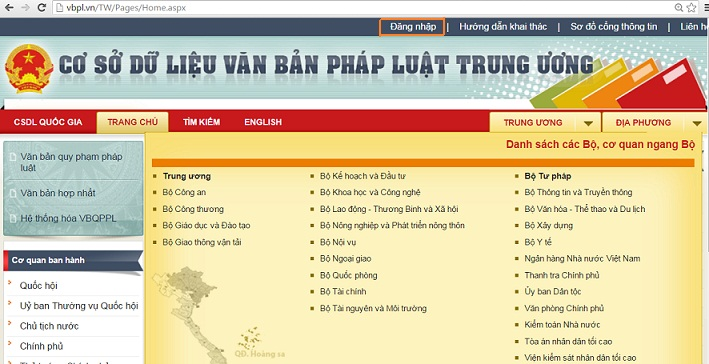 vbpl.vn/TW/Pages/Home.aspx
Đăng nhập | Hướng dẫn khai thác | Sơ đồ cổng thông tin | Liên
CƠ SỞ DỮ LIỆU VĂN BẢN PHÁP LUẬT TRUNG ƯƠNG
CSDL QUỐC GIA TRANG CHỦ TÌM KIẾM ENGLISH TRUNG ƯƠNG ĐỊA PHƯƠNG
Văn bản quy phạm pháp
luật
Văn bản hợp nhất
Hệ thống hóa VBQPPL
Cơ quan ban hành
Quốc hội
Uỷ ban Thường vụ Quốc hội
Chủ tịch nước
Chính phủ
Danh sách các Bộ, cơ quan ngang Bộ
Trung ương
Bộ Công an
Bộ Công thương
Bộ Giáo dục và Đào tạo
Bộ Giao thông vận tải
Bộ Kế hoạch và Đầu tư
Bộ Khoa học và Công nghệ
Bộ Lao động - Thương Binh và Xã hội
Bộ Nông nghiệp và Phát triển nông thôn
Bộ Nội vụ
Bộ Ngoại giao
Bộ Quốc phòng
Bộ Tài chính
Bộ Tài nguyên và Môi trường
Bộ Tư pháp
Bộ Thông tin và Truyền thông
Bộ Văn hóa - Thể thao và Du lịch
Bộ Xây dựng
Bộ Y tế
Ngân hàng Nhà nước Việt Nam
Thanh tra Chính phủ
Ủy ban Dân tộc
Văn phòng Chính phủ
Kiểm toán Nhà nước
Tòa án nhân dân tối cao
Viện kiểm sát nhân dân tối cao
QĐ. Hoàng sa